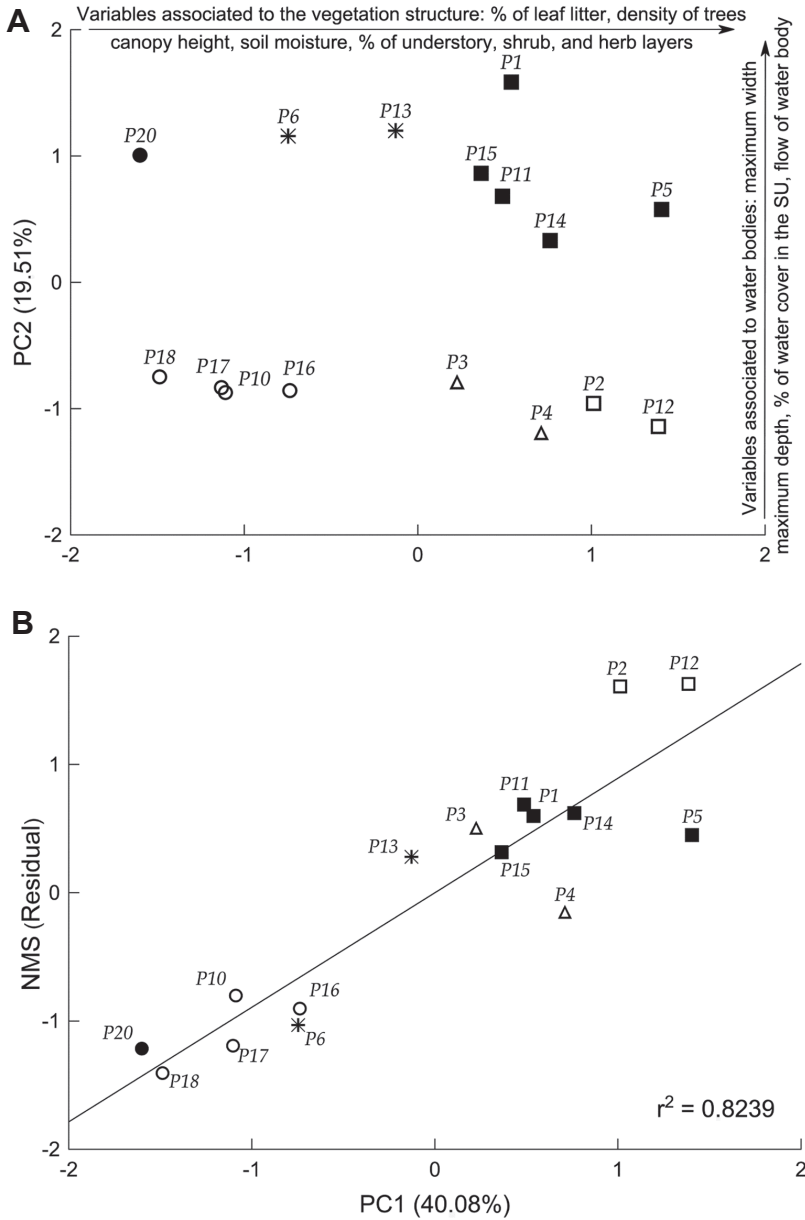 A
Variables associated to the vegetation structure: % of leaf litter, density of trees
canopy height, soil moisture, % of understory, shrub, and herb layers
Variables associated to water bodies: maximum width
maximum depth, % of water cover in the SU, flow of water body
PC2 (19.51%)
2
1
0
-1
-2
P1
P13
P6
P20
P15
P11
P5
P14
P18
P17
P10
P16
P3
P2
P4
P12
-2
-1
0
1
2
B
NMS (Residual)
2
1
0
-1
-2
P2
P12
P11
P1
P3
P14
P5
P13
P15
P4
P10
P16
P20
P6
P17
P18
r² = 0.8239
-2
-1
0
1
2
PC1 (40.08%)